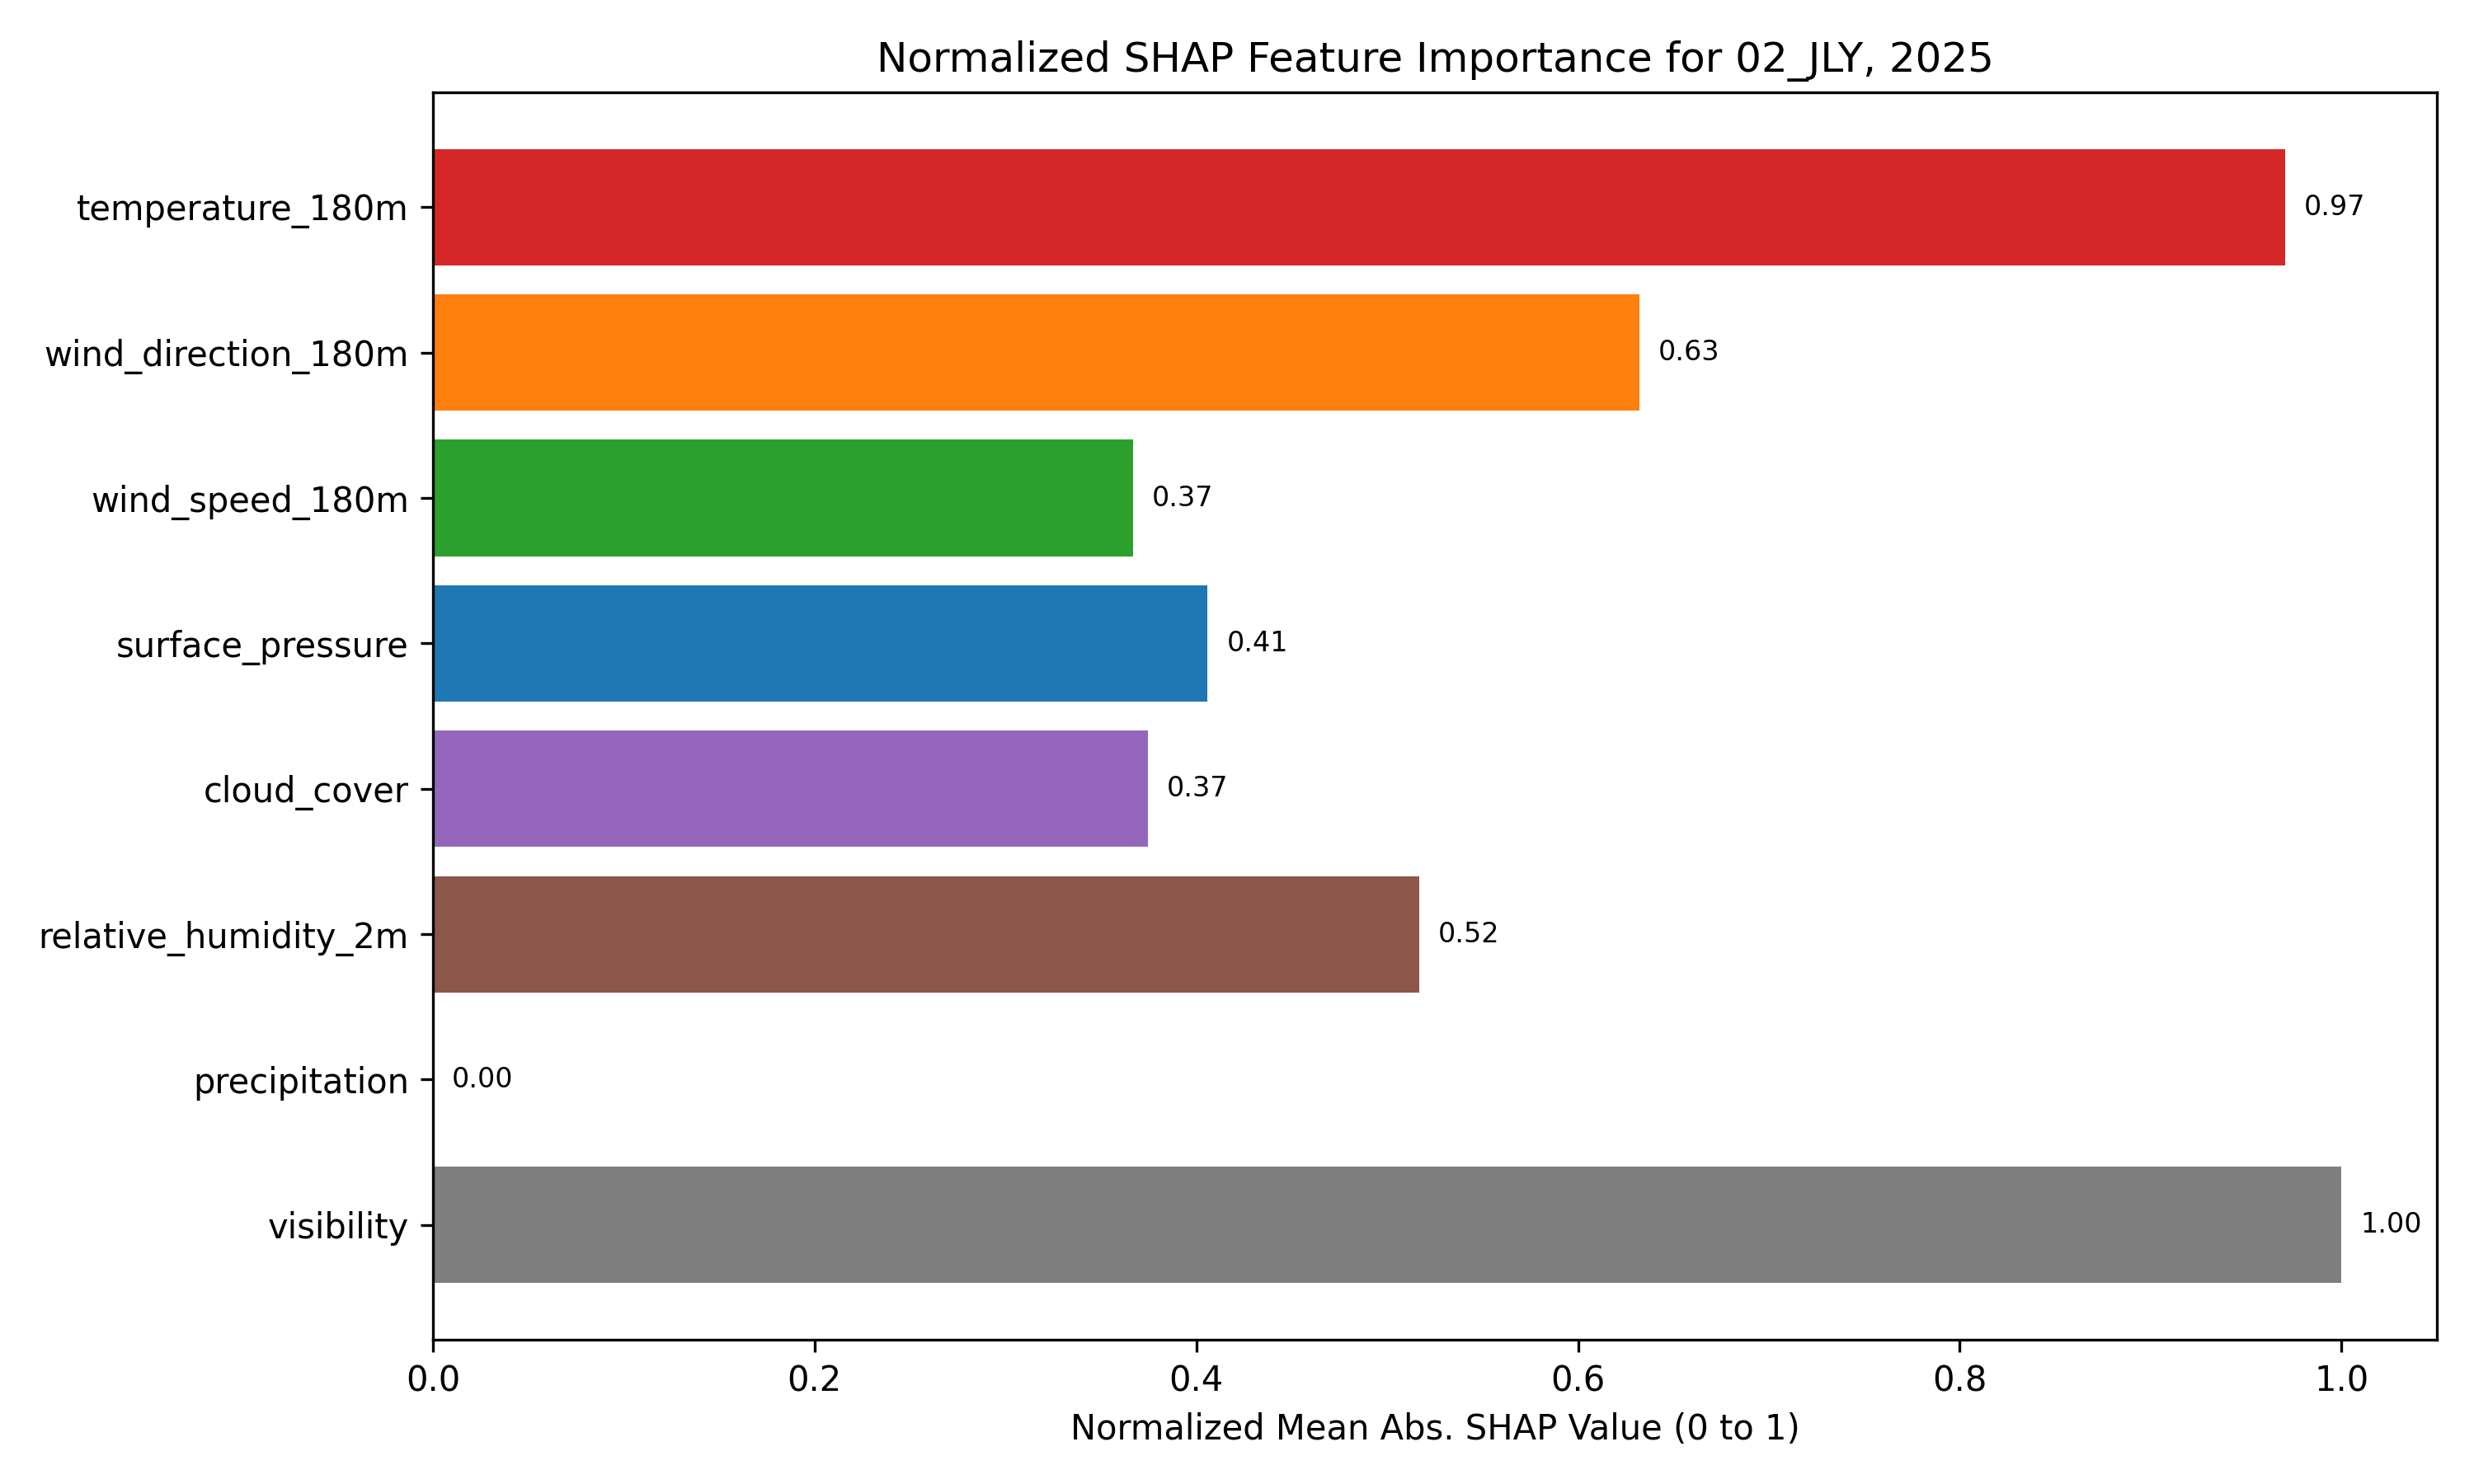 Normalized SHAP Feature Importance for 02_JLY, 2025
temperature_180m
0.97
wind_direction_180m
0.63
wind_speed_180m
0.37
surface_pressure
0.41
cloud_cover
0.37
relative_humidity_2m
0.52
precipitation
0.00
visibility
1.00
0.0 0.2 0.4 0.6 0.8 1.0
Normalized Mean Abs. SHAP Value (0 to 1)